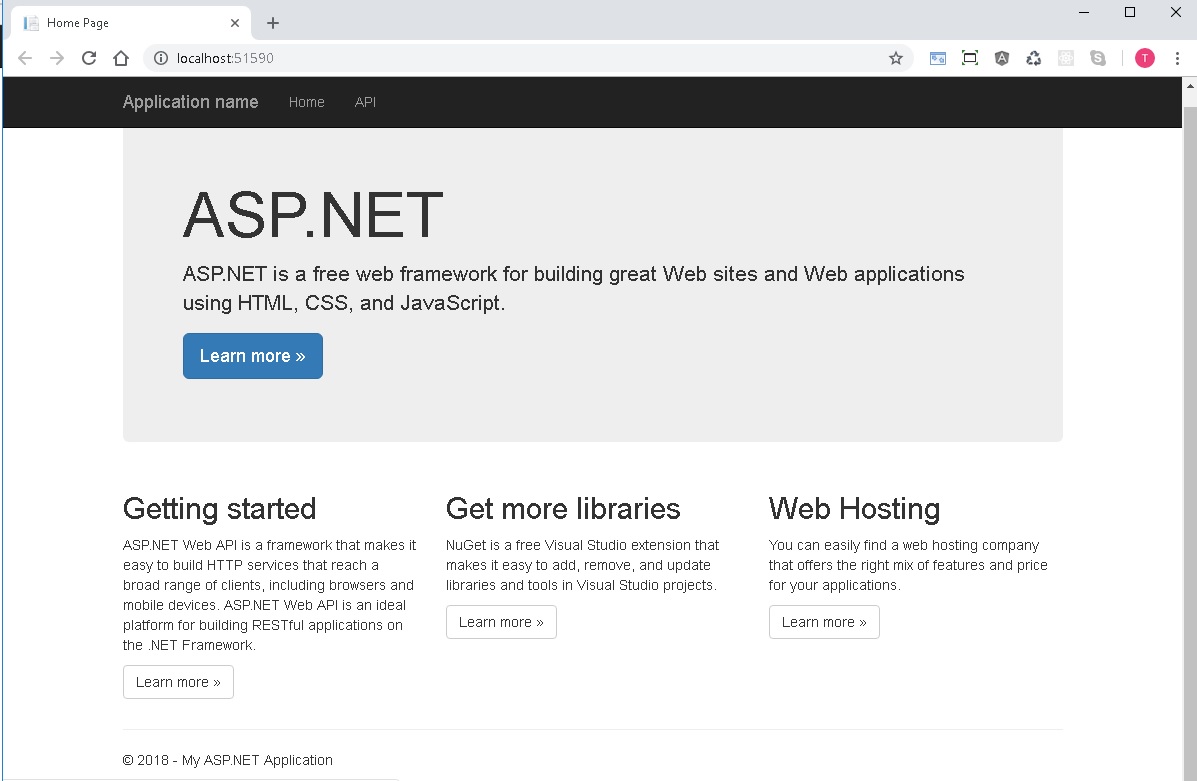 Home Page
localhost:51590
T
Application name Home API
ASP.NET
ASP.NET is a free web framework for building great Web sites and Web applications
using HTML, CSS, and JavaScript.
Learn more »
Getting started
ASP.NET Web API is a framework that makes it
easy to build HTTP services that reach a
broad range of clients, including browsers and
mobile devices. ASP.NET Web API is an ideal
platform for building RESTful applications on
the .NET Framework.
Learn more »
Get more libraries
NuGet is a free Visual Studio extension that
makes it easy to add, remove, and update
libraries and tools in Visual Studio projects.
Learn more »
Web Hosting
You can easily find a web hosting company
that offers the right mix of features and price
for your applications.
Learn more »
© 2018 - My ASP.NET Application